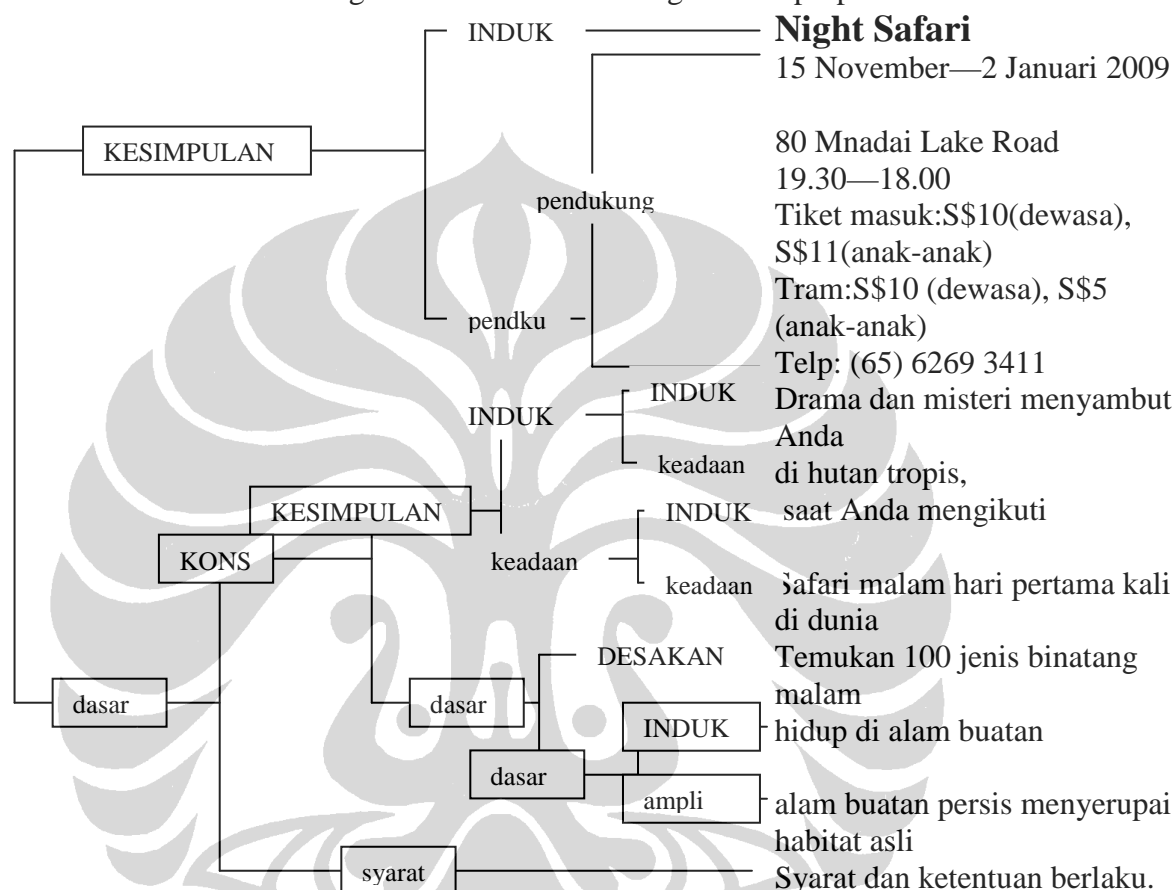 INDUK
Night Safari
15 November—2 Januari 2009
KESIMPULAN
80 Mnadai Lake Road
19.30—18.00
pendukung
Tiket masuk:S$10(dewasa),
S$11(anak-anak)
Tram:S$10 (dewasa), S$5
pendku
(anak-anak)
Telp: (65) 6269 3411
INDUK
Drama dan misteri menyambut
INDUK
Anda
keadaan
di hutan tropis,
KESIMPULAN
INDUK
saat Anda mengikuti
KONS
keadaan
keadaan
Safari malam hari pertama kali
di dunia
DESAKAN
Temukan 100 jenis binatang
malam
dasar
dasar
INDUK
hidup di alam buatan
dasar
ampli
alam buatan persis menyerupai
habitat asli
syarat
Syarat dan ketentuan berlaku.